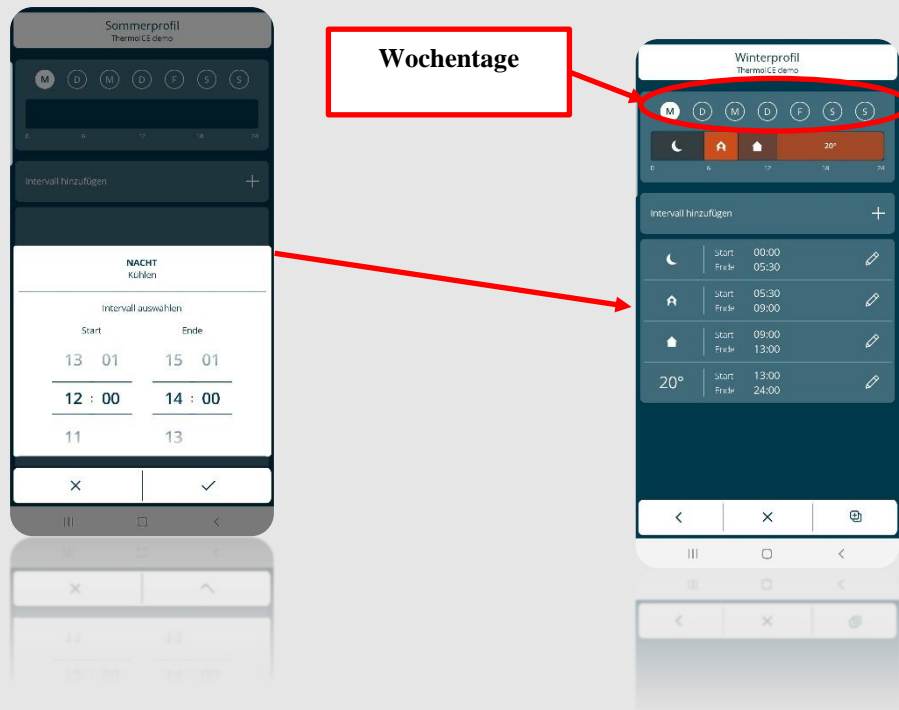 Sommerprofil
ThermoICE demo
M D M D F S S
0 6 12 18 24
Intervall hinzufügen
NACHT
Kühlen
Intervall auswählen
Start Ende
13 01 15 01
12 : 00 14 : 00
11 13
Wochentage
Winterprofil
ThermoICE demo
M D M D F S S
20°
0 6 12 18 24
Intervall hinzufügen
Start 00:00
Ende 05:30
Start 05:30
Ende 09:00
Start 09:00
Ende 13:00
20° Start 13:00
Ende 24:00